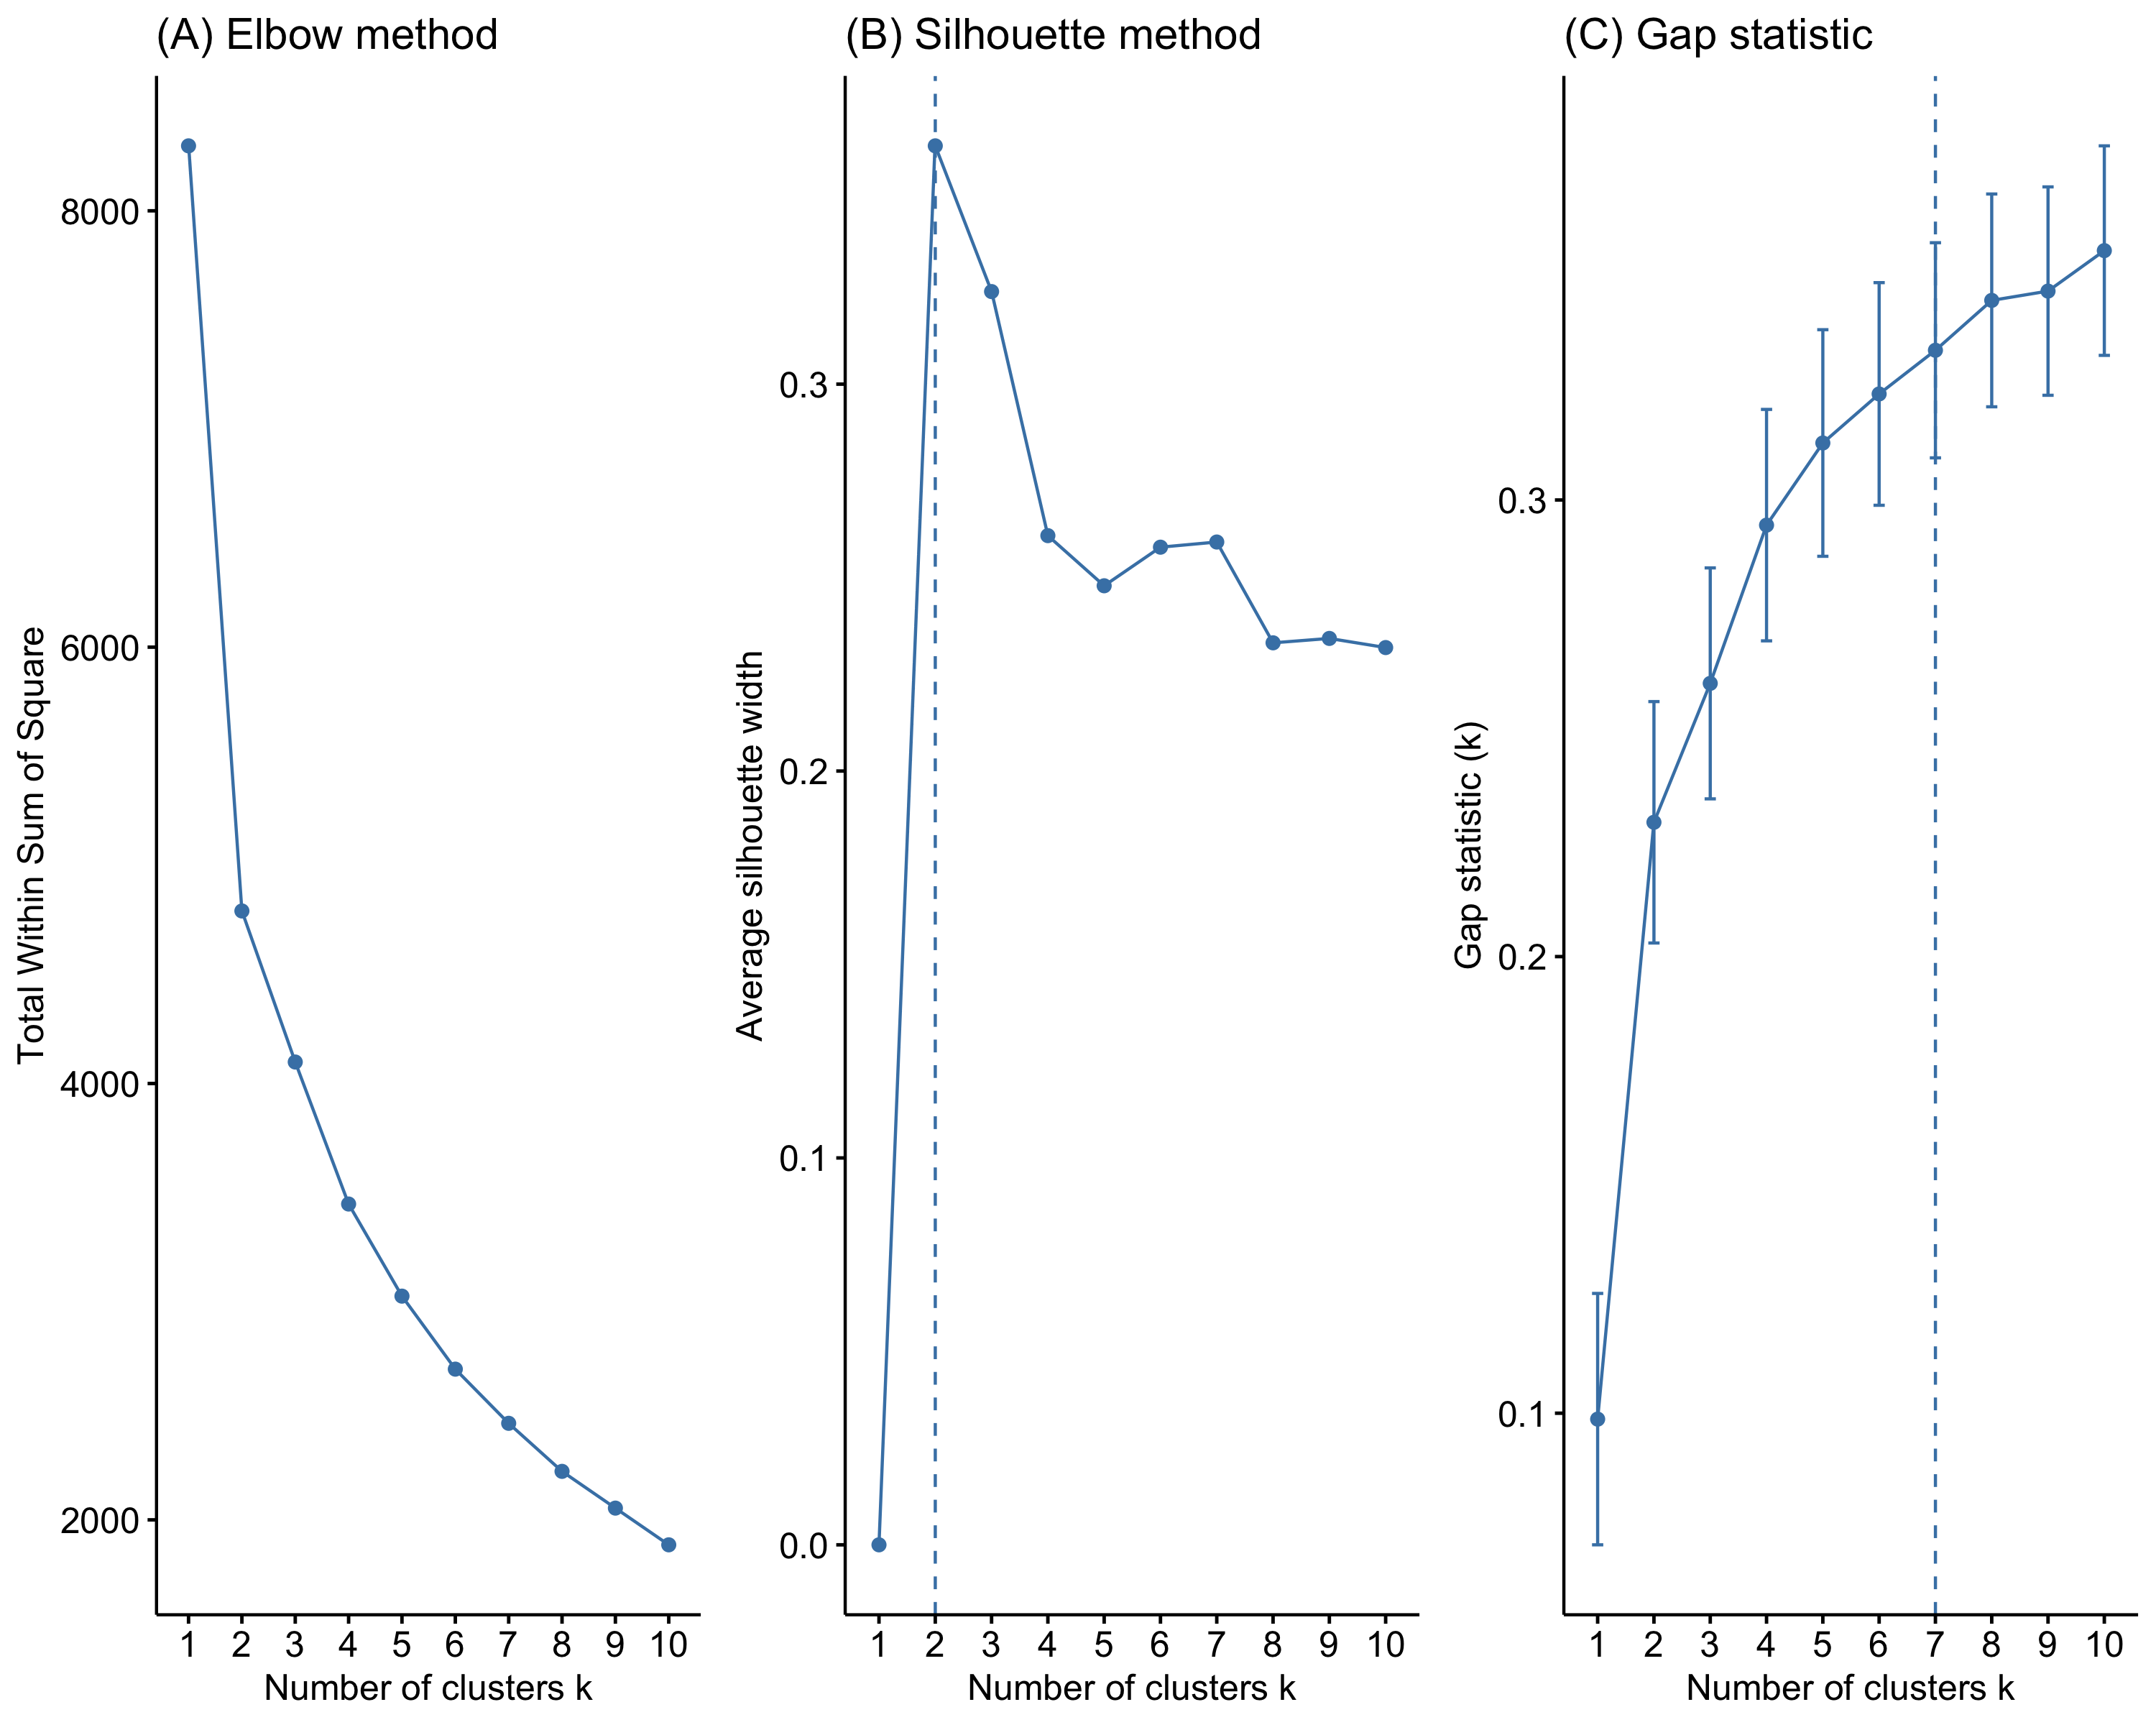 (A) Elbow method
Total Within Sum of Square
8000
6000
4000
2000
1 2 3 4 5 6 7 8 9 10
Number of clusters k
(B) Silhouette method
Average silhouette width
0.3
0.2
0.1
0.0
1 2 3 4 5 6 7 8 9 10
Number of clusters k
(C) Gap statistic
Gap statistic (k)
0.3
0.2
0.1
1 2 3 4 5 6 7 8 9 10
Number of clusters k